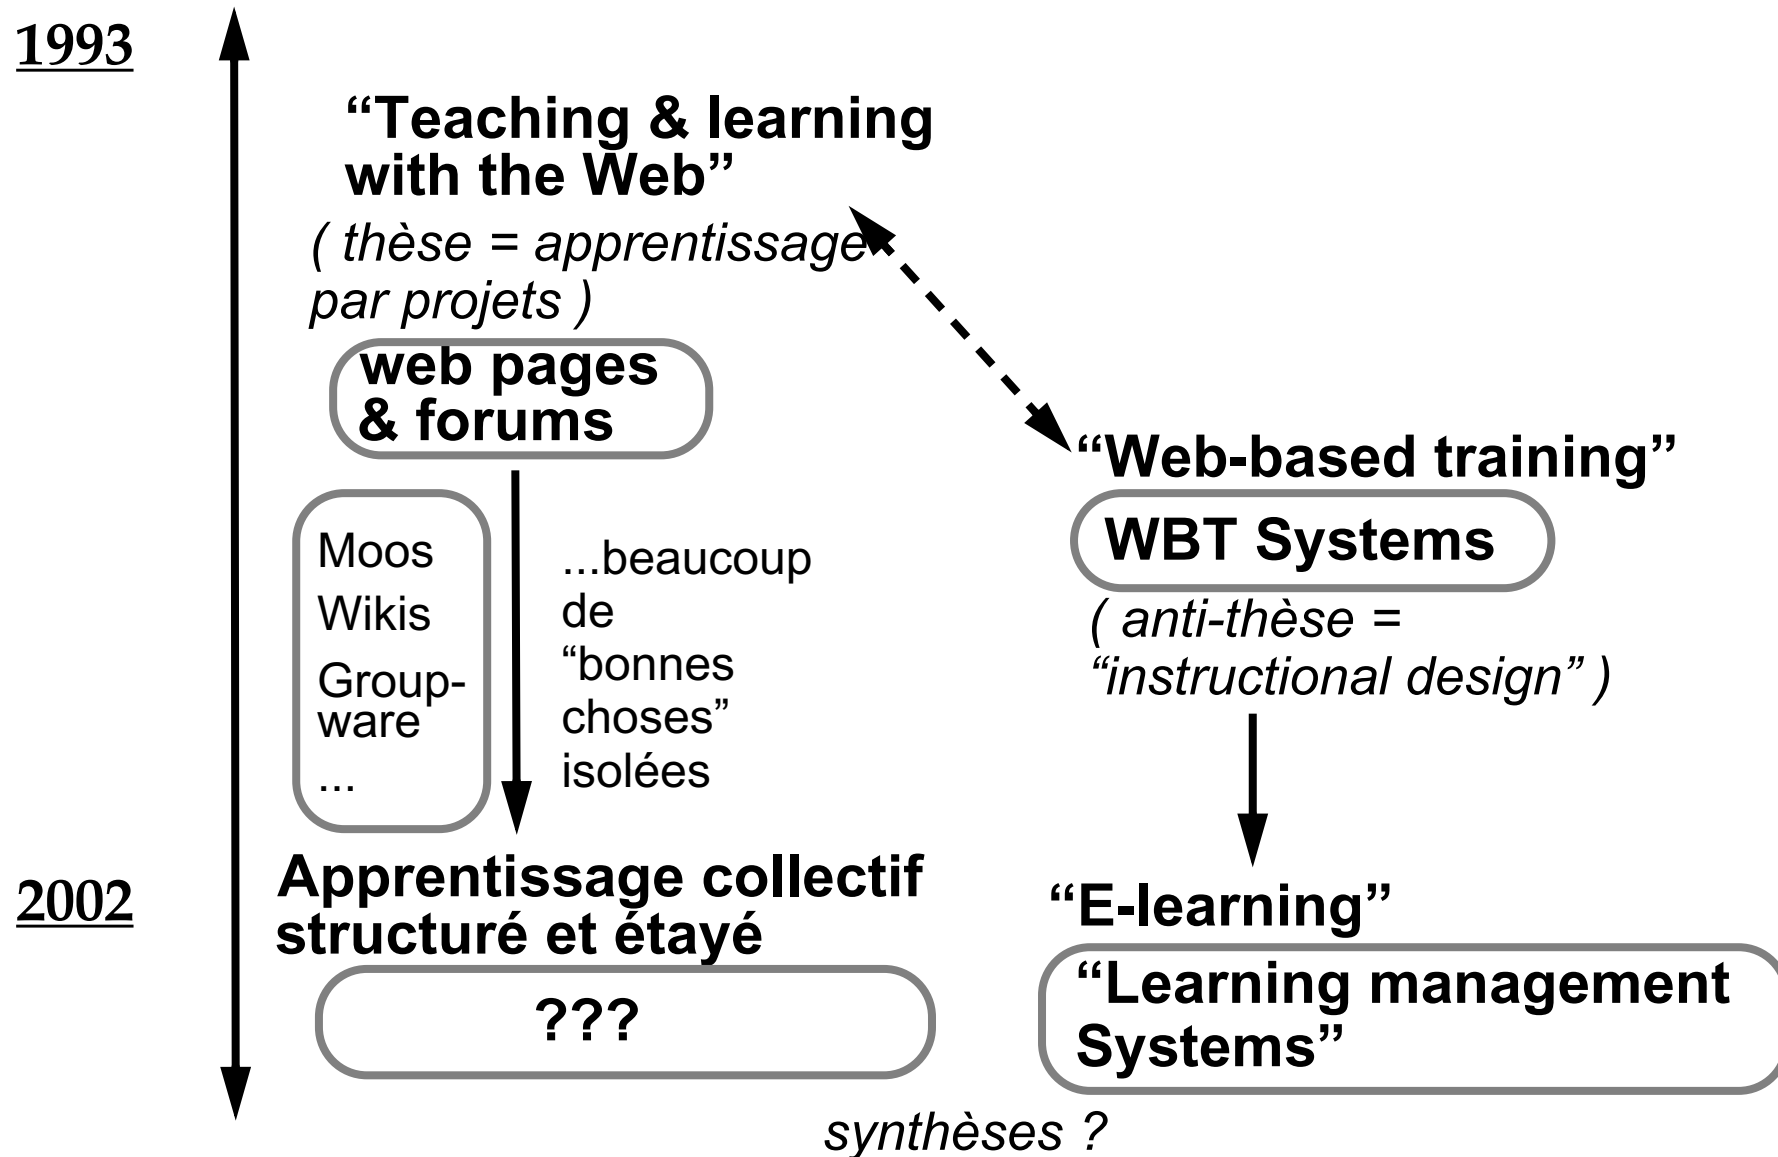 1993
“Teaching & learning
with the Web”
( thèse = apprentissage
par projets )
web pages
& forums
Moos
Wikis
Group-
ware
...
...beaucoup
de
“bonnes
choses”
isolées
“Web-based training”
WBT Systems
( anti-thèse =
“instructional design” )
2002
Apprentissage collectif
structuré et étayé
???
“E-learning”
“Learning management
Systems”
synthèses ?